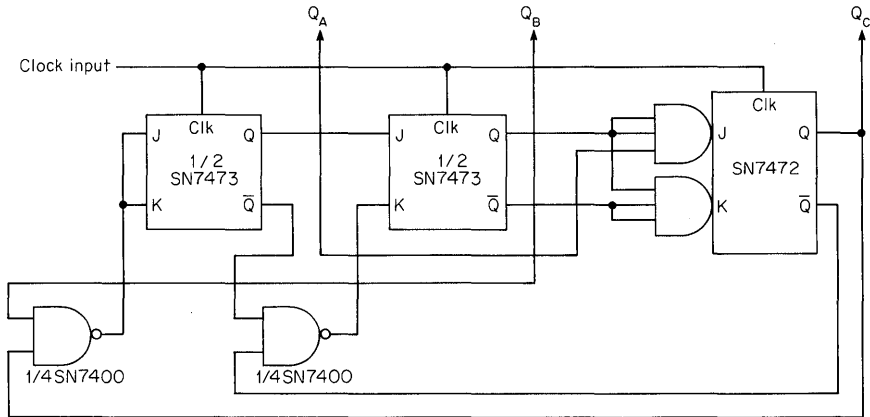 Q_A
Q_B
Q_C
Clock input
Clk
J
Q
1/2
SN7473
K
Q̅
Clk
J
Q
1/2
SN7473
K
Q̅
Clk
J
Q
SN7472
K
Q̅
1/4SN7400
1/4SN7400